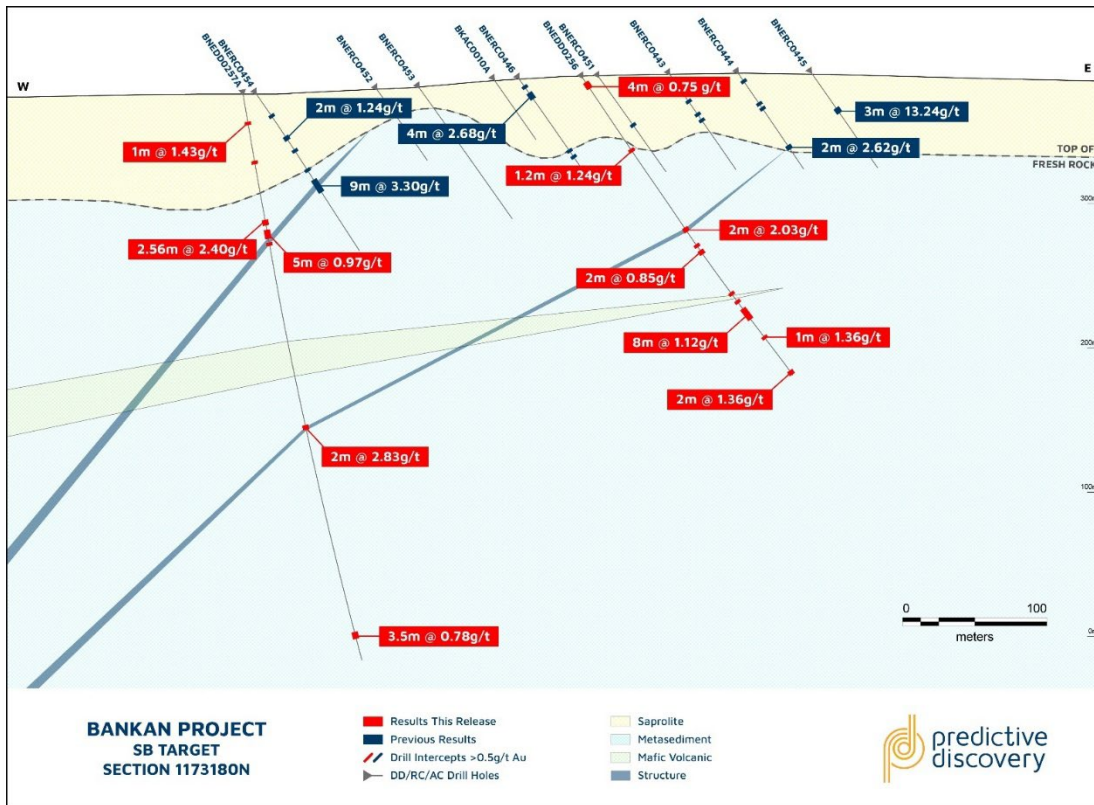 W
E
BNEDD0257A
BNERC0454
BNERC0452
BNERC0453
BKAC0010A
BNERC0446
BNEDD0256
BNERC0451
BNERC0443
BNERC0444
BNERC0445
4m @ 0.75 g/t
2m @ 1.24g/t
3m @ 13.24g/t
4m @ 2.68g/t
1m @ 1.43g/t
2m @ 2.62g/t
TOP OF
FRESH ROCK
1.2m @ 1.24g/t
9m @ 3.30g/t
300m
2m @ 2.03g/t
2.56m @ 2.40g/t
5m @ 0.97g/t
2m @ 0.85g/t
8m @ 1.12g/t
1m @ 1.36g/t
200m
2m @ 1.36g/t
2m @ 2.83g/t
100m
0 100
meters
3.5m @ 0.78g/t
0m
BANKAN PROJECT
SB TARGET
SECTION 1173180N
Results This Release
Previous Results
Drill Intercepts >0.5g/t Au
DD/RC/AC Drill Holes
Saprolite
Metasediment
Mafic Volcanic
Structure
predictive
discovery